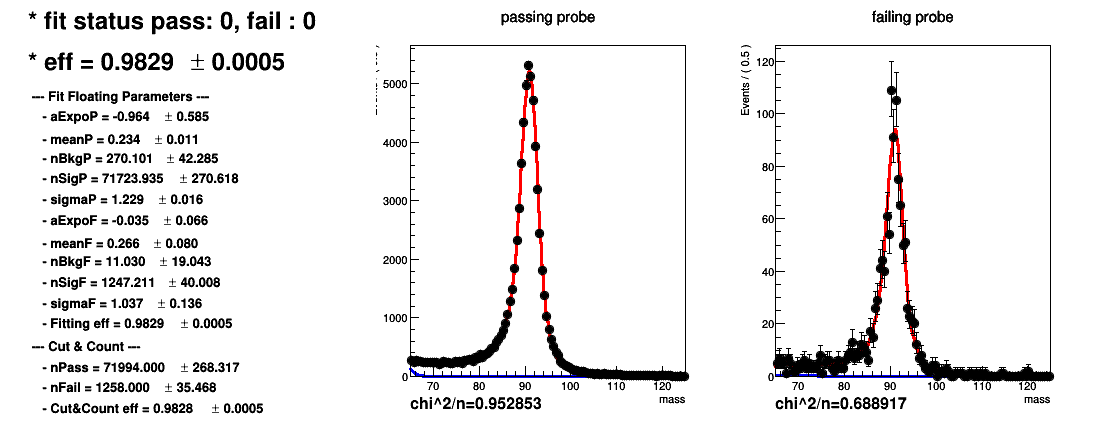 * fit status pass: 0, fail : 0
* eff = 0.9829 ± 0.0005
--- Fit Floating Parameters ---
- aExpoP = -0.964 ± 0.585
- meanP = 0.234 ± 0.011
- nBkgP = 270.101 ± 42.285
- nSigP = 71723.935 ± 270.618
- sigmaP = 1.229 ± 0.016
- aExpoF = -0.035 ± 0.066
- meanF = 0.266 ± 0.080
- nBkgF = 11.030 ± 19.043
- nSigF = 1247.211 ± 40.008
- sigmaF = 1.037 ± 0.136
- Fitting eff = 0.9829 ± 0.0005
--- Cut & Count ---
- nPass = 71994.000 ± 268.317
- nFail = 1258.000 ± 35.468
- Cut&Count eff = 0.9828 ± 0.0005
passing probe
5000
4000
3000
2000
1000
0
70 80 90 100 110 120
mass
chi^2/n=0.952853
failing probe
Events / ( 0.5 )
120
100
80
60
40
20
0
70 80 90 100 110 120
mass
chi^2/n=0.688917